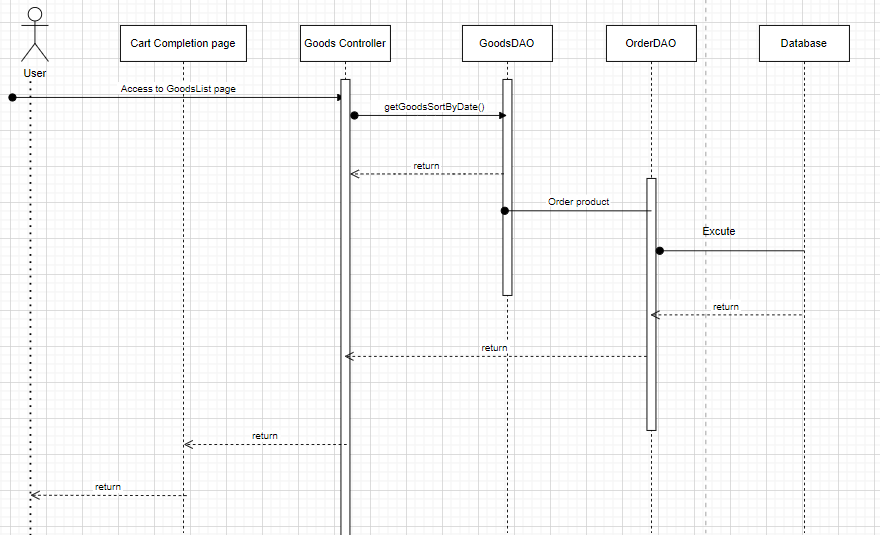 User
Cart Completion page
Goods Controller
GoodsDAO
OrderDAO
Database
Access to GoodsList page
getGoodsSortByDate()
return
Order product
Excute
return
return
return
return